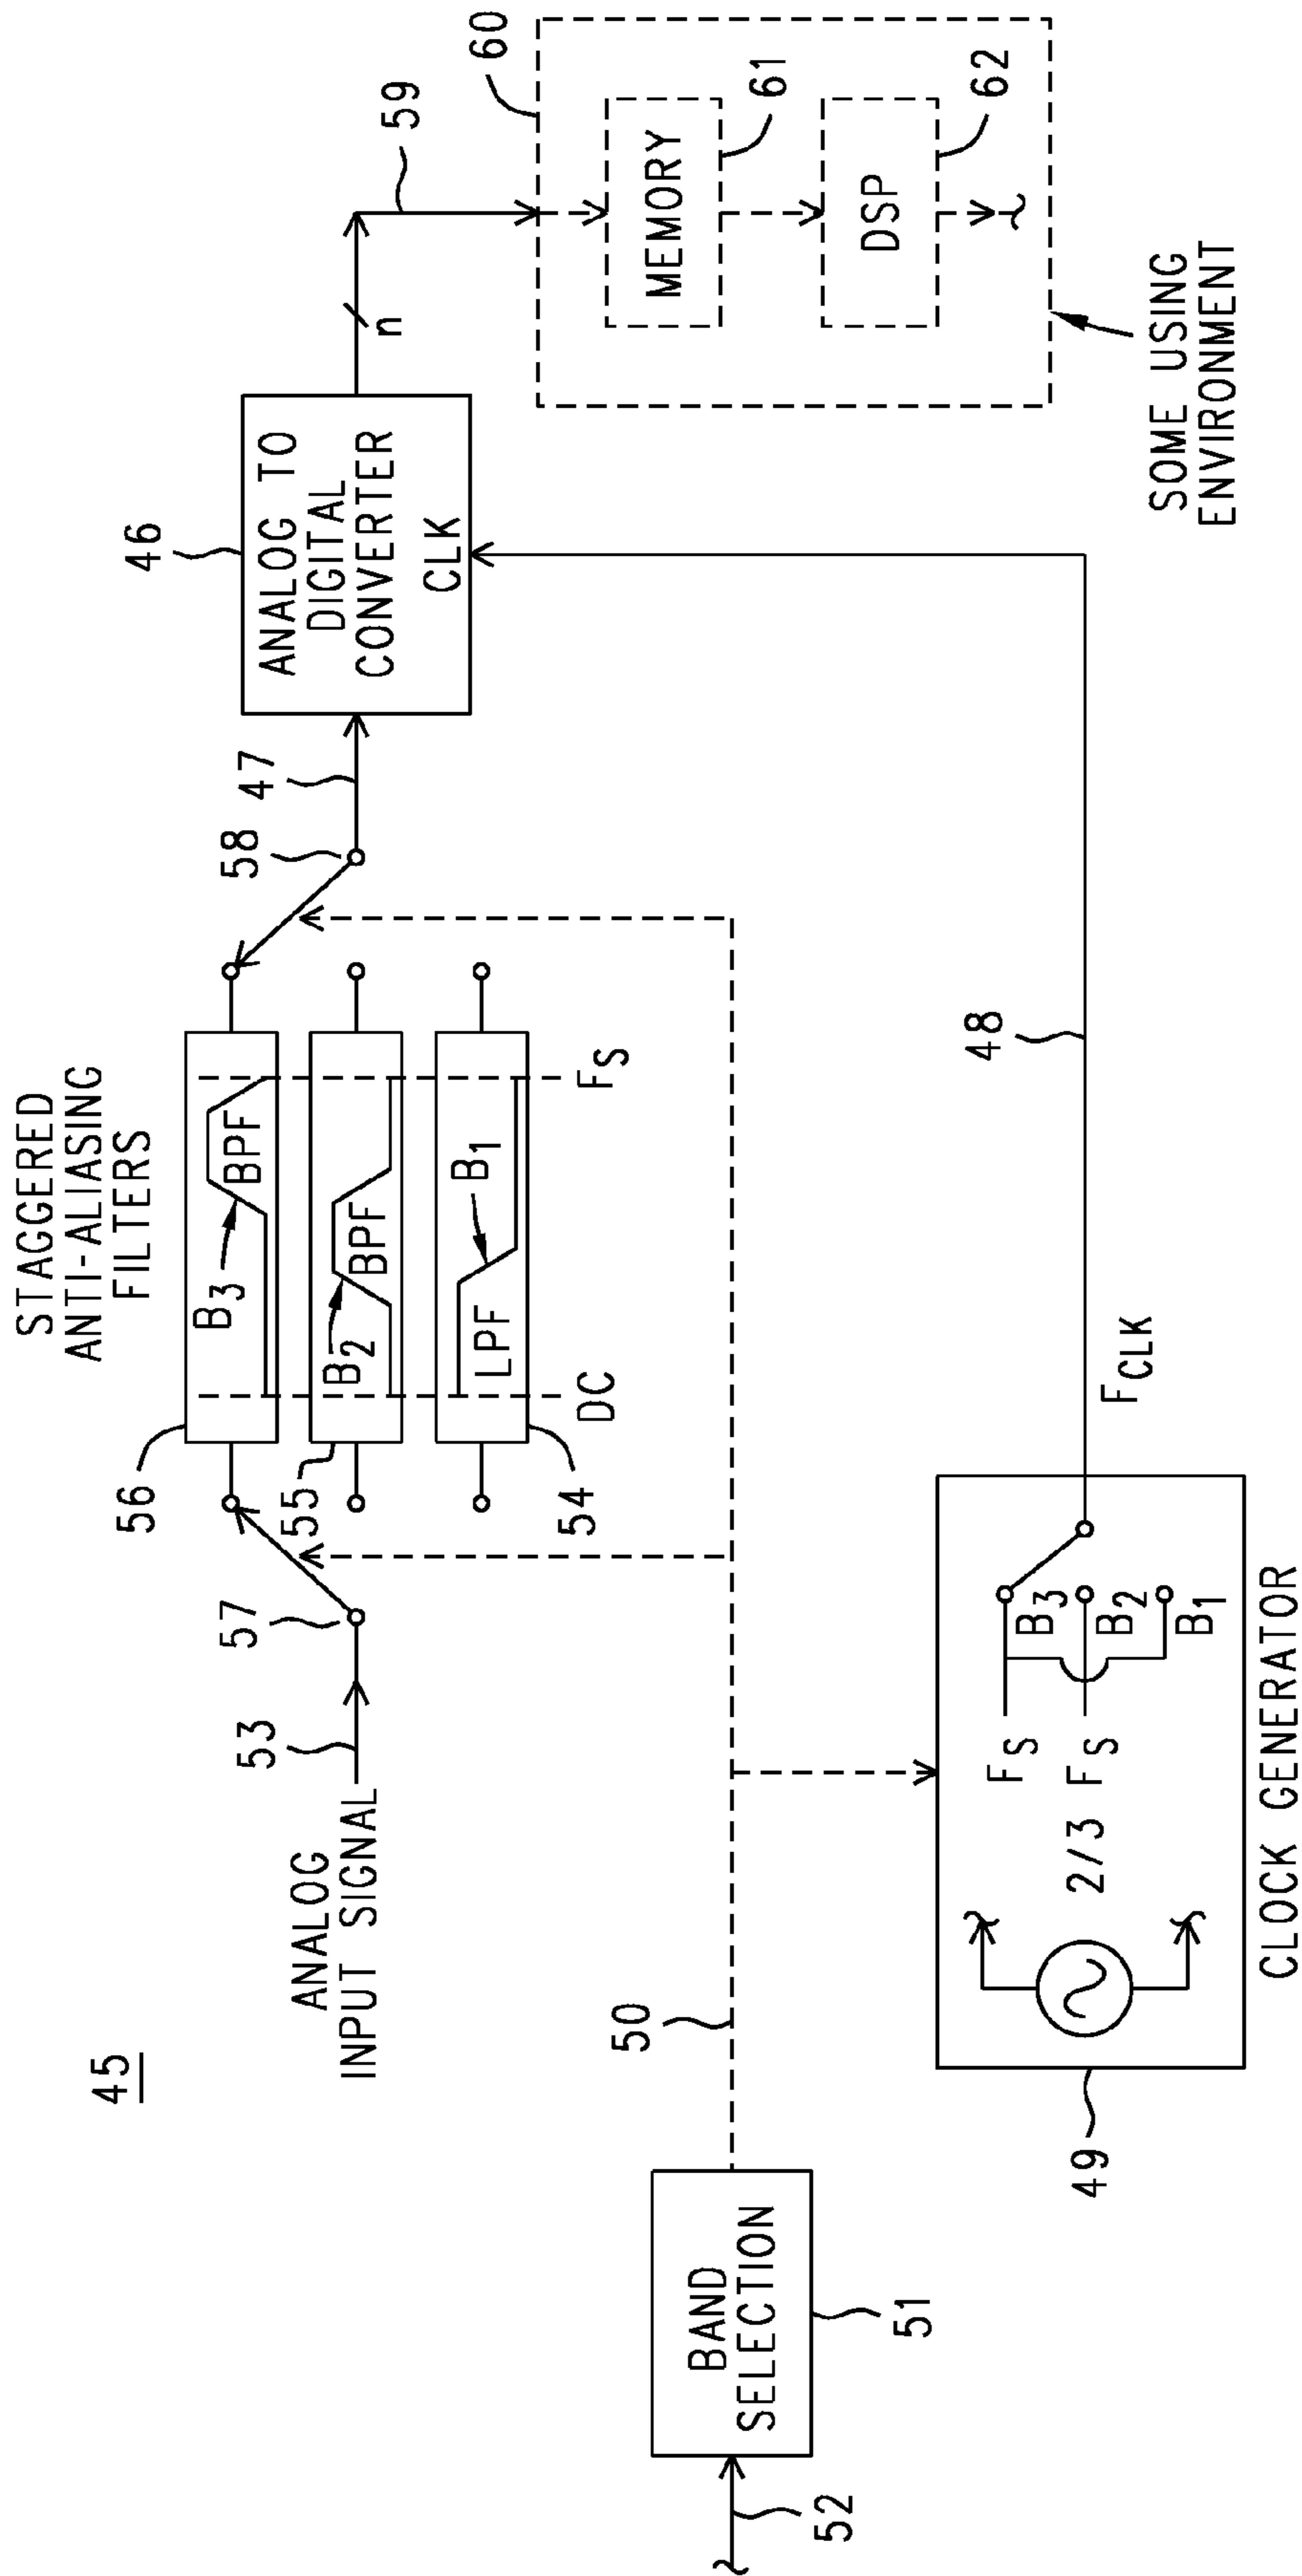 45
STAGGERED
ANTI-ALIASING
FILTERS
ANALOG
INPUT SIGNAL
53
57
56
B3
BPF
55
B2
BPF
54
LPF
B1
DC
FS
58
47
46
ANALOG TO
DIGITAL
CONVERTER
CLK
n
59
60
MEMORY
61
DSP
62
SOME USING
ENVIRONMENT
52
BAND
SELECTION
51
50
49
FS
2/3 FS
B3
B2
B1
CLOCK GENERATOR
FCLK
48